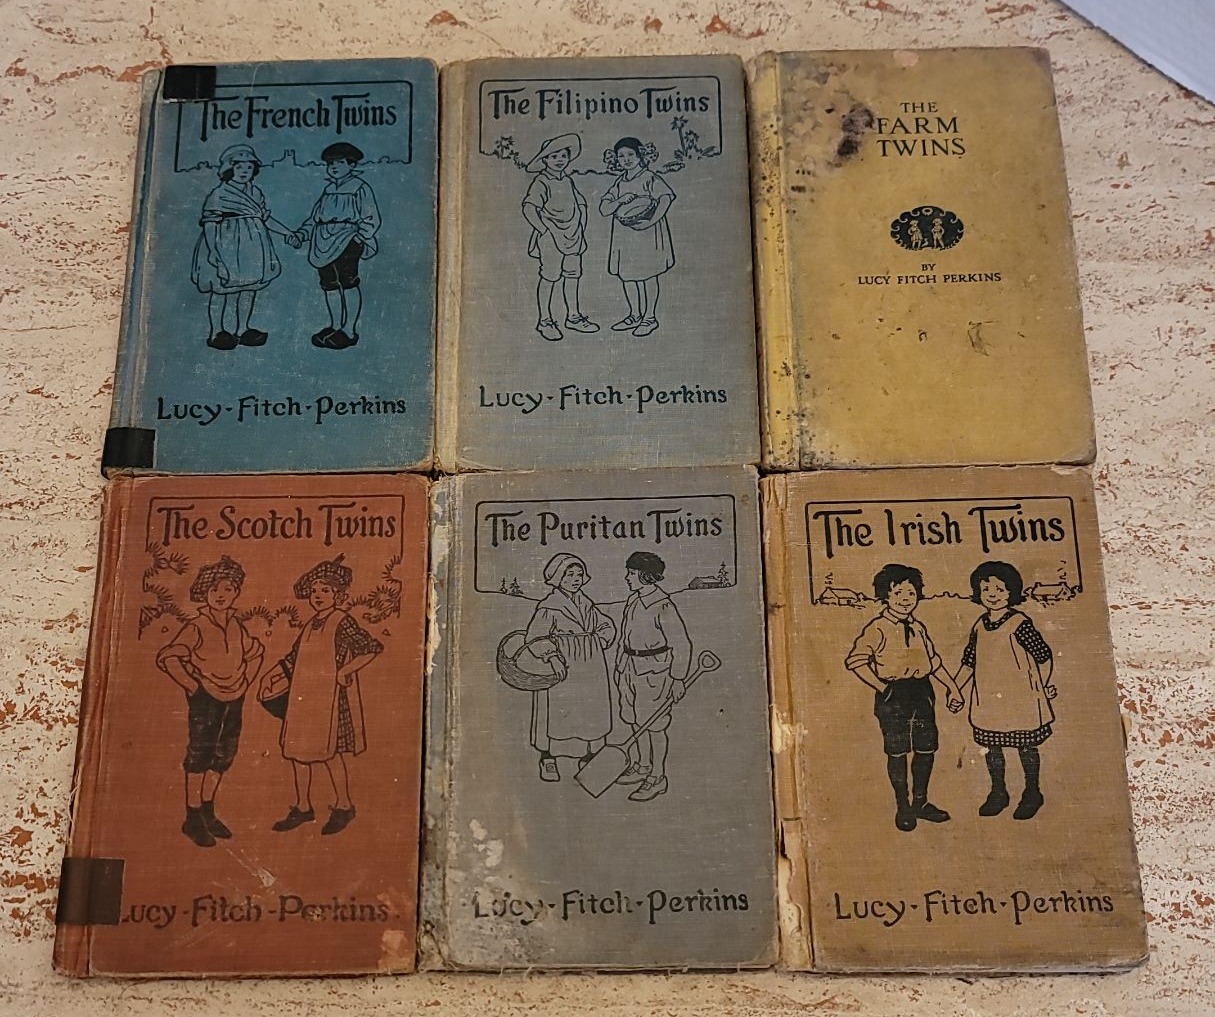 The French Twins
Lucy·Fitch·Perkins
The Filipino Twins
Lucy·Fitch·Perkins
THE
FARM
TWINS
BY
LUCY FITCH PERKINS
The Scotch Twins
Lucy·Fitch·Perkins
The Puritan Twins
Lucy·Fitch·Perkins
The Irish Twins
Lucy·Fitch·Perkins